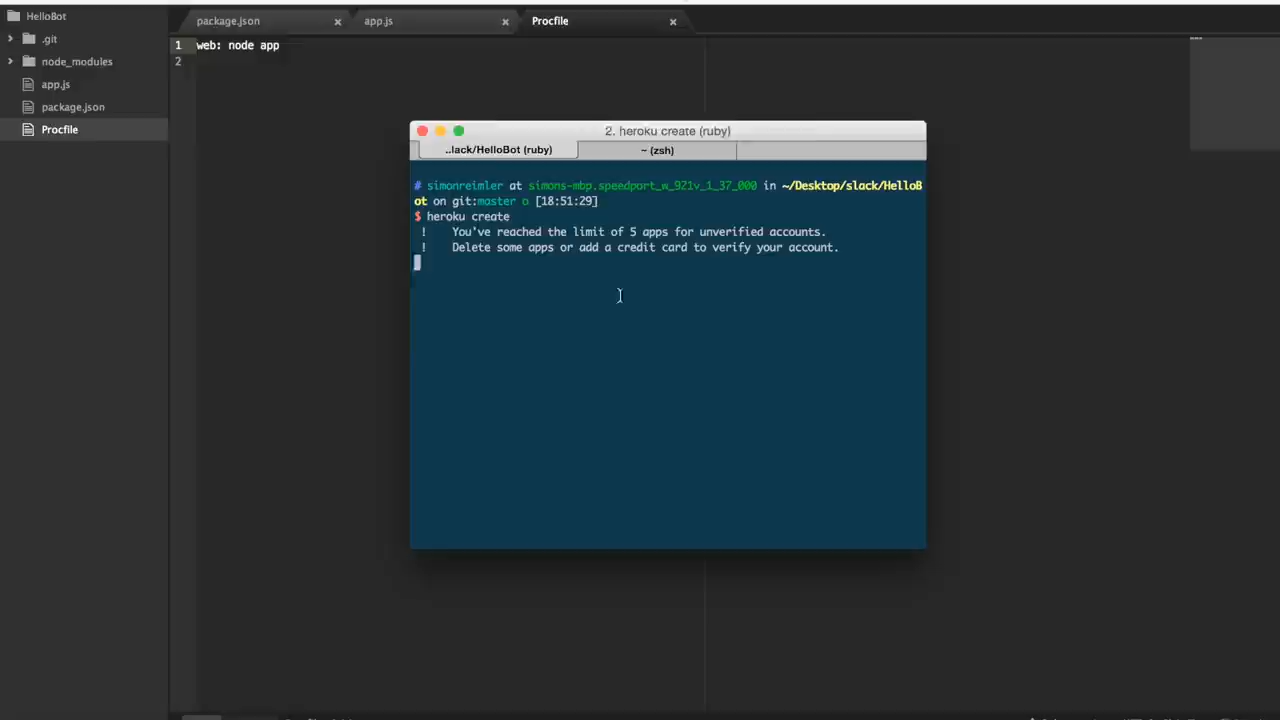 HelloBot
package.json
app.js
Procfile
.git
node_modules
app.js
package.json
Procfile
1 web: node app
2
2. heroku create (ruby)
..lack/HelloBot (ruby)
~ (zsh)
# simonreimler at simons-mbp.speedport_w_921v_1_37_000 in ~/Desktop/slack/HelloB
ot on git:master o [18:51:29]
$ heroku create
! You've reached the limit of 5 apps for unverified accounts.
! Delete some apps or add a credit card to verify your account.